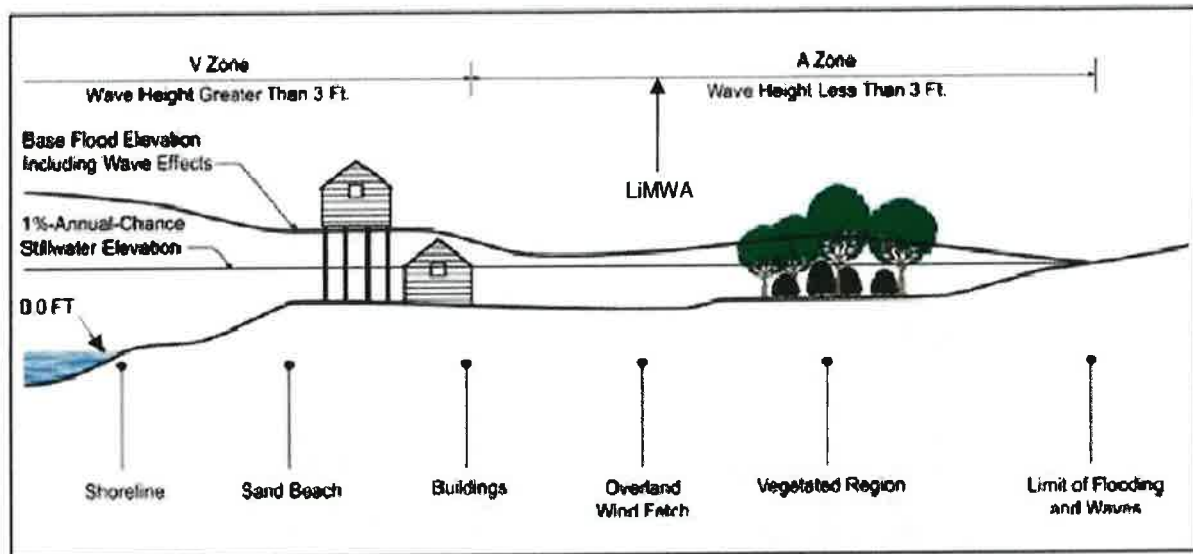 V Zone
A Zone
Wave Height Greater Than 3 Ft.
Wave Height Less Than 3 Ft.
Base Flood Elevation
Including Wave Effects
LiMWA
1%-Annual-Chance
Stillwater Elevation
0.0 FT
Shoreline
Sand Beach
Buildings
Overland
Wind Fetch
Vegetated Region
Limit of Flooding
and Waves